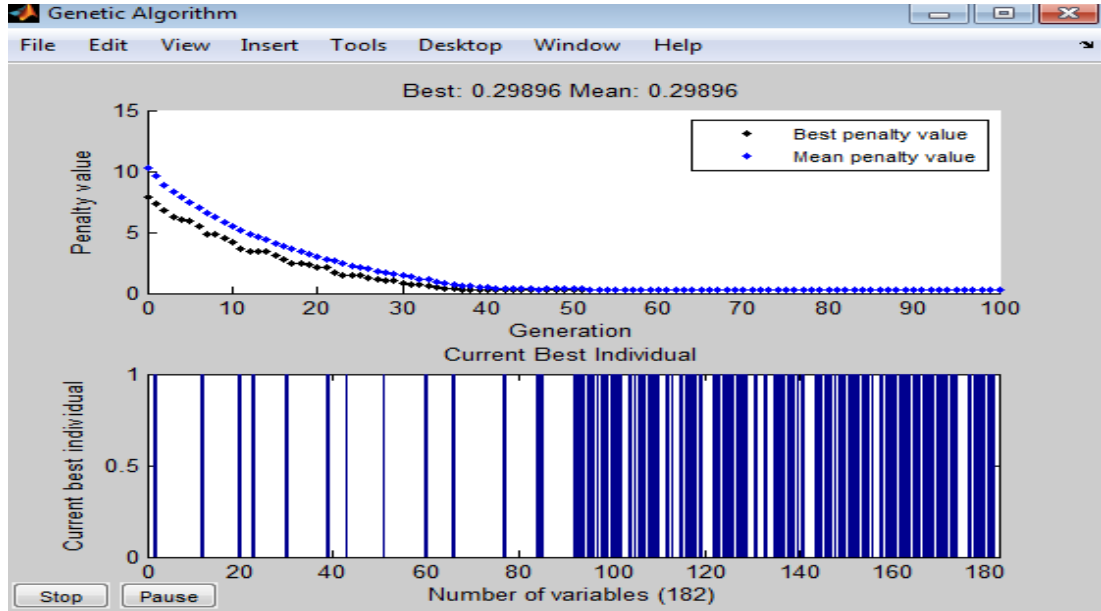 Genetic Algorithm
File Edit View Insert Tools Desktop Window Help
Best: 0.29896 Mean: 0.29896
15
10
5
0
Penalty value
Best penalty value
Mean penalty value
0 10 20 30 40 50 60 70 80 90 100
Generation
Current Best Individual
1
0.5
0
Current best individual
0 20 40 60 80 100 120 140 160 180
Number of variables (182)
Stop Pause